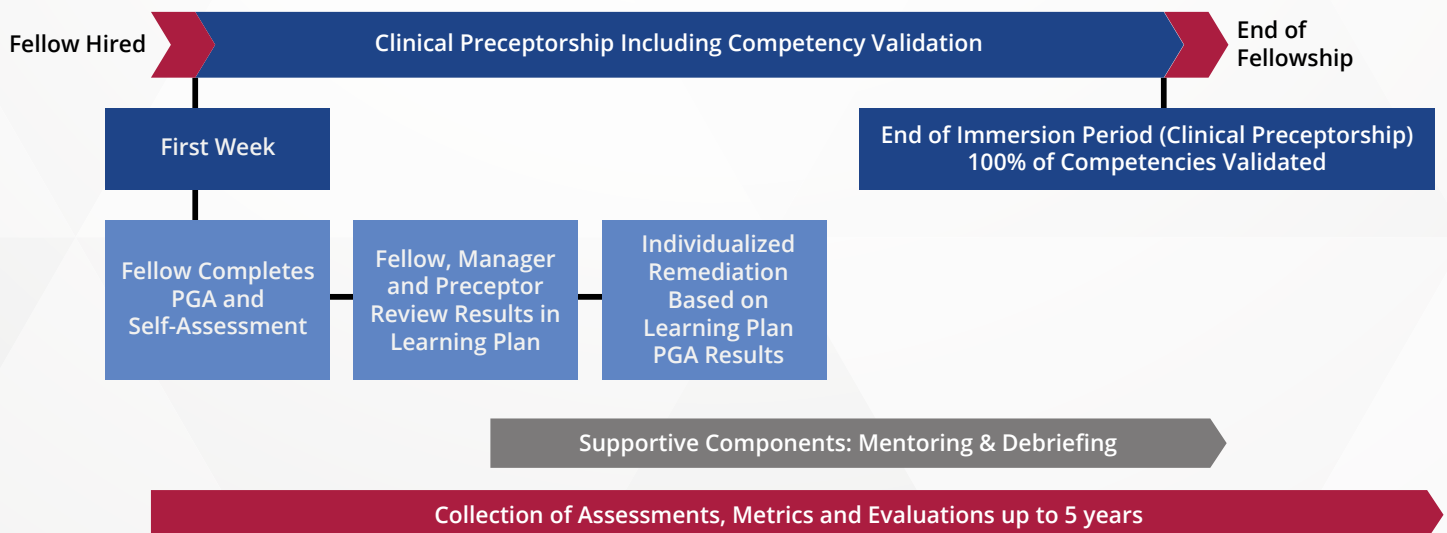 Fellow Hired
Clinical Preceptorship Including Competency Validation
End of
Fellowship
First Week
End of Immersion Period (Clinical Preceptorship)
100% of Competencies Validated
Fellow Completes
PGA and
Self-Assessment
Fellow, Manager
and Preceptor
Review Results in
Learning Plan
Individualized
Remediation
Based on
Learning Plan
PGA Results
Supportive Components: Mentoring & Debriefing
Collection of Assessments, Metrics and Evaluations up to 5 years